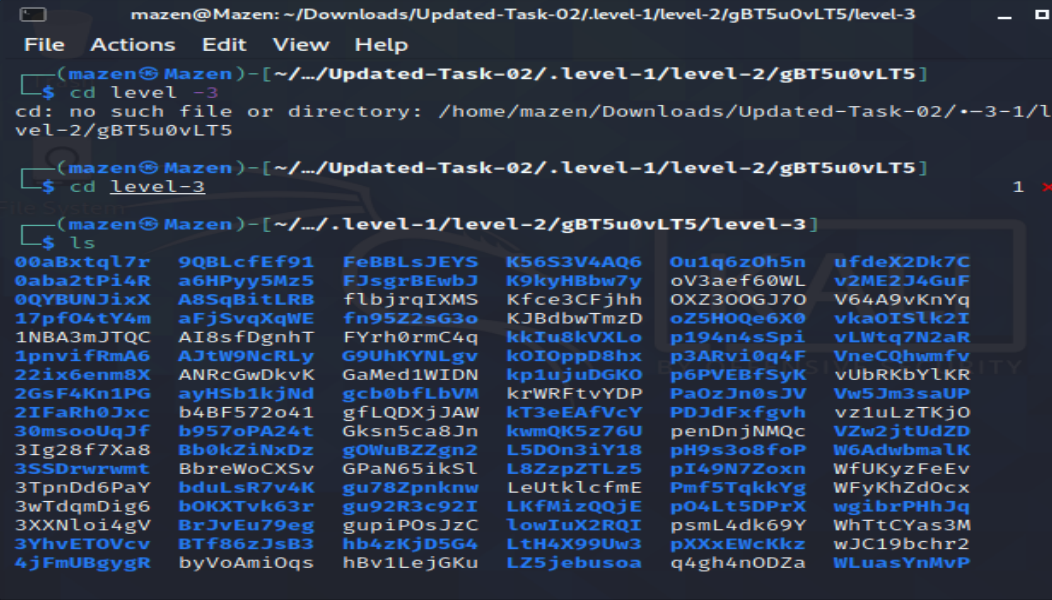 mazen@Mazen: ~/Downloads/Updated-Task-02/.level-1/level-2/gBT5u0vLT5/level-3
File Actions Edit View Help
(mazen㉿Mazen)-[~/…/Updated-Task-02/.level-1/level-2/gBT5u0vLT5]
$ cd level -3
cd: no such file or directory: /home/mazen/Downloads/Updated-Task-02/•—3-1/l
vel-2/gBT5u0vLT5
(mazen㉿Mazen)-[~/…/Updated-Task-02/.level-1/level-2/gBT5u0vLT5]
$ cd level-3 1 ×
(mazen㉿Mazen)-[~/…/.level-1/level-2/gBT5u0vLT5/level-3]
$ ls
00aBxtql7r 9QBLcfEf91 FeBBLsJEYS K56S3V4AQ6 Ou1q6zOh5n ufdeX2Dk7C
0aba2tPi4R a6HPyy5Mz5 FJsgrBEwbJ K9kyHBbw7y oV3aef60WL v2ME2J4GuF
0QYBUNJixX A8SqBitLRB flbjrqIXMS Kfce3CFjhh OXZ3OOGJ7O V64A9vKnYq
17pfO4tY4m aFjSvqXqWE fn95Z2sG3o KJBdbwTmzD oZ5HOQe6X0 vkaOISlk2I
1NBA3mJTQC AI8sfDgnhT FYrh0rmC4q kkIu8kVXLo p194n4sSpi vLWtq7N2aR
1pnvifRmA6 AJtW9NcRLy G9UhKYNLgv kOIOppD8hx p3ARvi0q4F VneCQhwmfv
22ix6enm8X ANRcGwDkvK GaMed1WIDN kp1ujuDGKO p6PVEBfSyK vUbRKbYlKR
2GsF4Kn1PG ayHSb1kjNd gcb0bfLbVM krWRFtvYDP PaOzJn0sJV Vw5Jm3saUP
2IFaRh0Jxc b4BF572o41 gfLQDXjJAW kT3eEAfVcY PDJdFxfgvh vz1uLzTKjO
30msooUqJf b957oPA24t Gksn5ca8Jn kwmQK5z76U penDnjNMQc VZw2jtUdZD
3Ig28f7Xa8 Bb0kZiNxDz gOWuBZZgn2 L5DOn3iY18 pH9s3o8foP W6AdwbmalK
3SSDrwrwmt BbreWoCXSv GPaN65ikSl L8ZzpZTLz5 pI49N7Zoxn WfUKyzFeEv
3TpnDd6PaY bduLsR7v4K gu78Zpnknw LeUtklcfmE Pmf5TqkkYg WFyKhZdOcx
3wTdqmDig6 bOKXTvk63r gu92R3c92I LKfMizQQjE pO4Lt5DPrX wgibrPHhJq
3XXNloi4gV BrJvEu79eg gupiPOsJzC lowIuX2RQI psmL4dk69Y WhTtCYas3M
3YhvETOVcv BTf86zJsB3 hb4zKjD5G4 LtH4X99Uw3 pXXxEWcKkz wJC19bchr2
4jFmUBgygR byVoAmiOqs hBv1LejGKu LZ5jebusoa q4gh4nODZa WLuasYnMvP